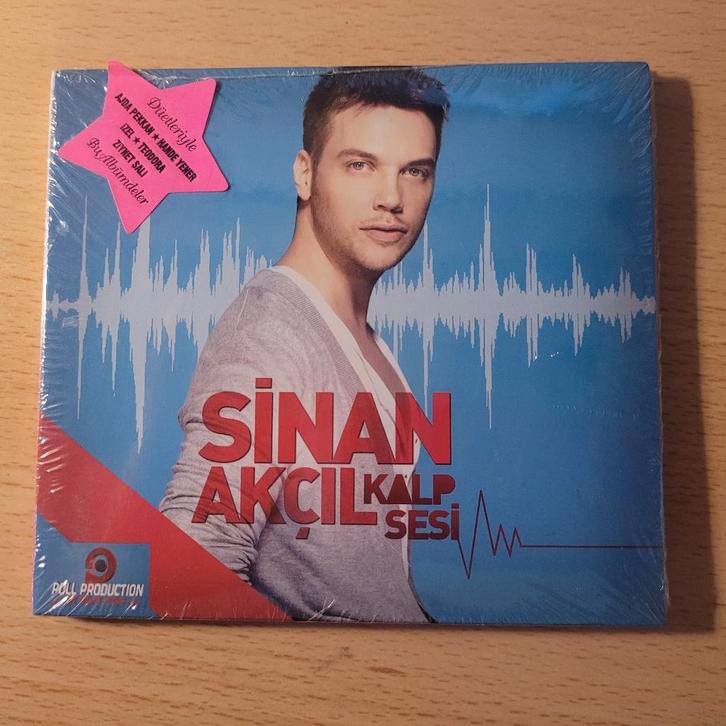 Düetleriyle
AJDA PEKKAN ★ HANDE YENER
İZEL ★ TEODORA
ZİYNET SALİ
Bu Albümdeler
SİNAN
AKÇIL
KALP
SESİ
POLL PRODUCTION